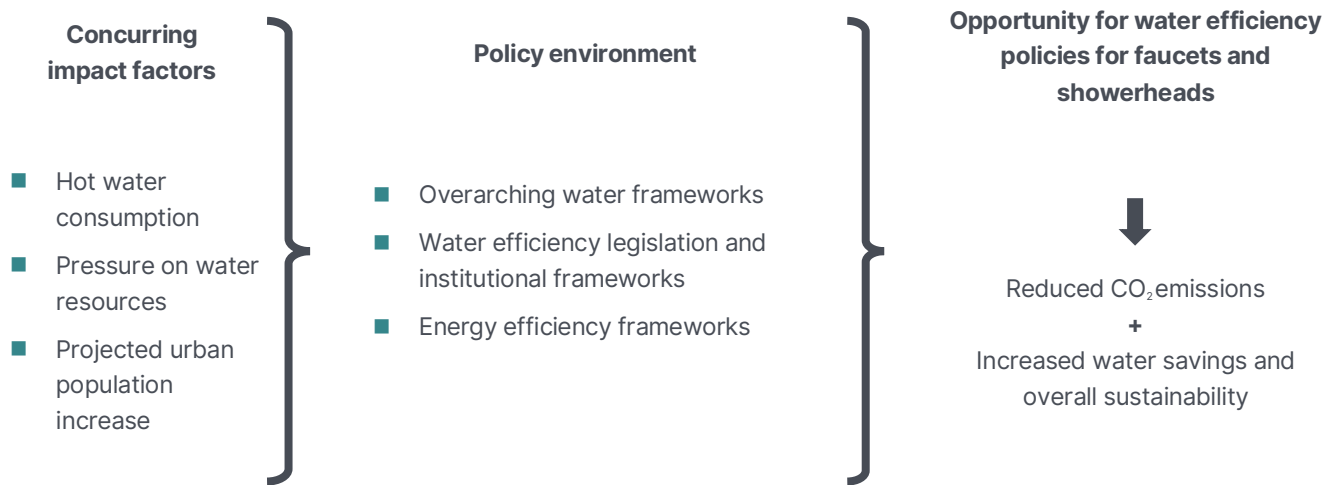 Concurring
impact factors
Hot water
consumption
Pressure on water
resources
Projected urban
population
increase
Policy environment
Overarching water frameworks
Water efficiency legislation and
institutional frameworks
Energy efficiency frameworks
Opportunity for water efficiency
policies for faucets and
showerheads
Reduced CO₂ emissions
+
Increased water savings and
overall sustainability